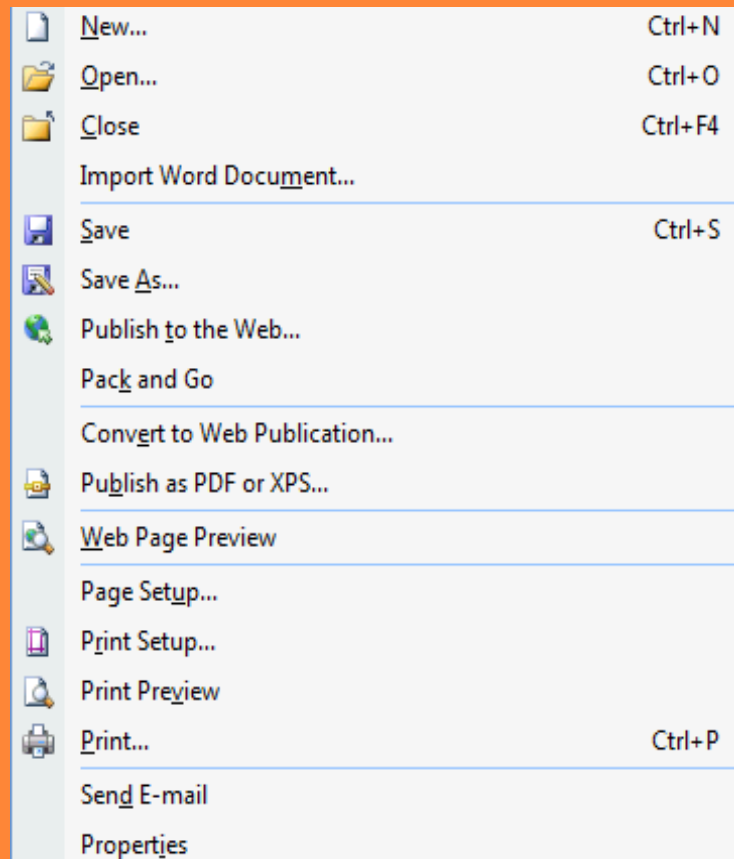 New... Ctrl+N
Open... Ctrl+O
Close Ctrl+F4
Import Word Document...
Save Ctrl+S
Save As...
Publish to the Web...
Pack and Go
Convert to Web Publication...
Publish as PDF or XPS...
Web Page Preview
Page Setup...
Print Setup...
Print Preview
Print... Ctrl+P
Send E-mail
Properties